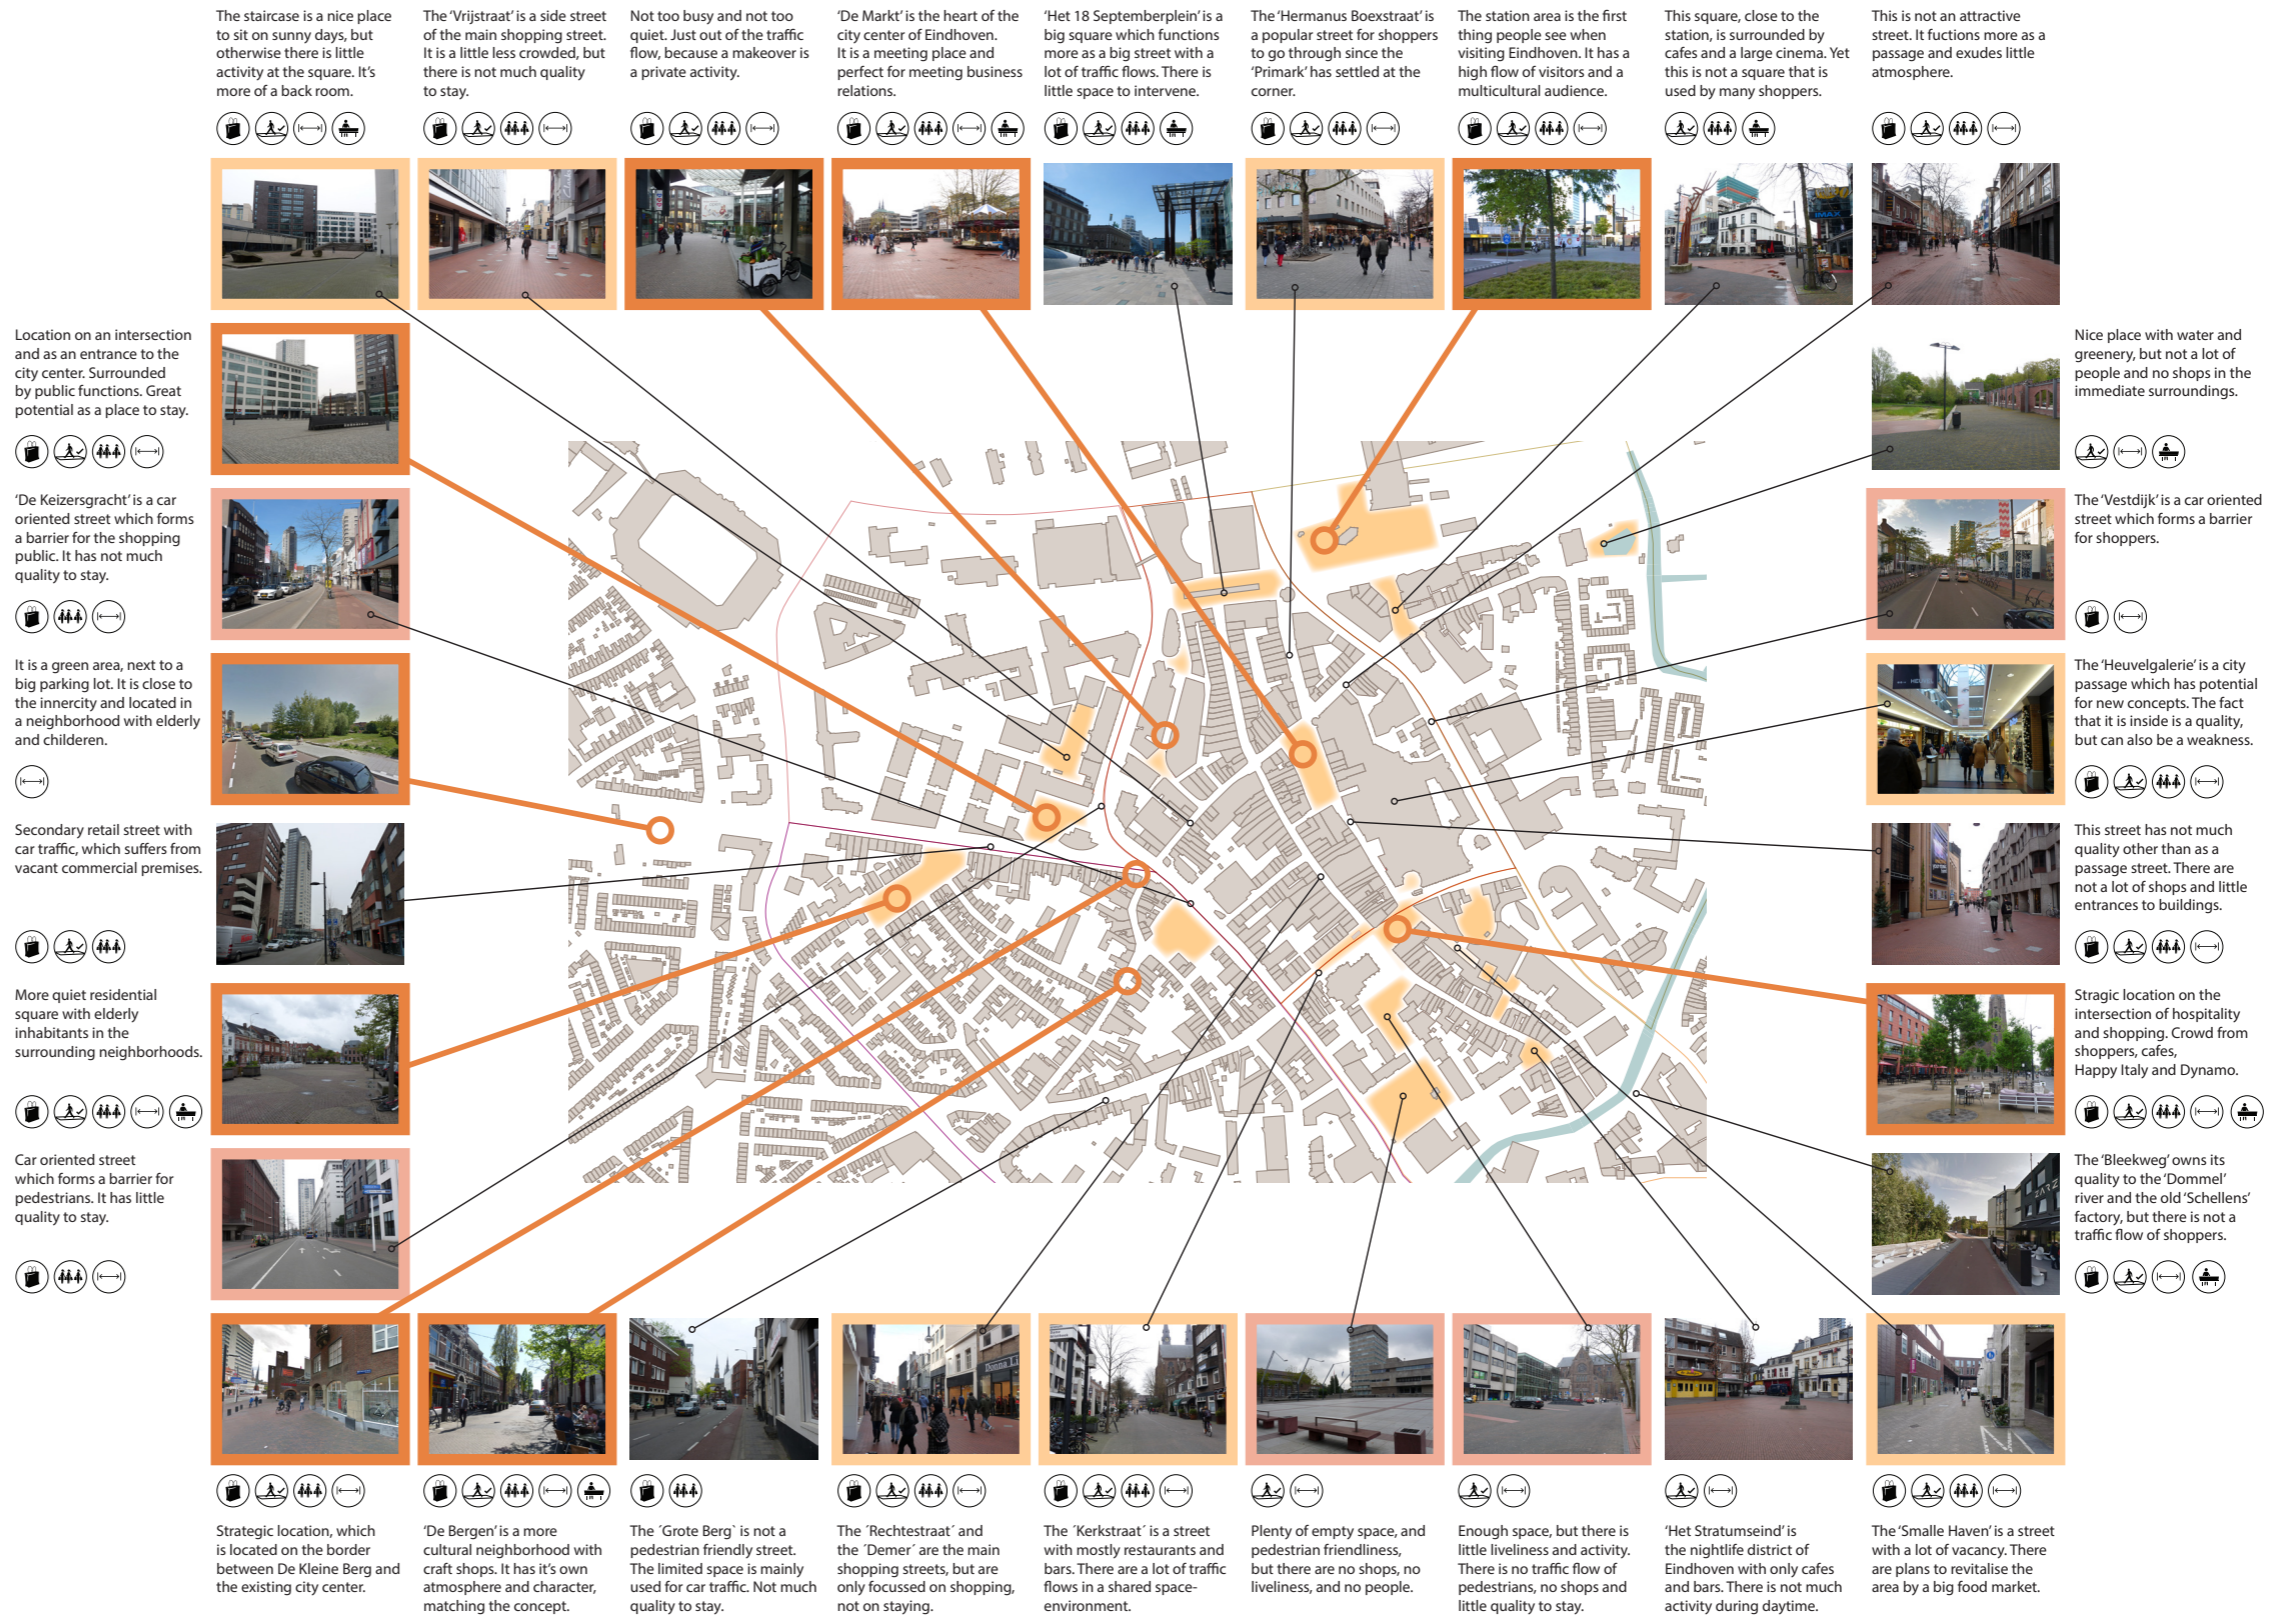 The staircase is a nice place
to sit on sunny days, but
otherwise there is little
activity at the square. It's
more of a back room.
The 'Vrijstraat' is a side street
of the main shopping street.
It is a little less crowded, but
there is not much quality
to stay.
Not too busy and not too
quiet. Just out of the traffic
flow, because a makeover is
a private activity.
'De Markt' is the heart of the
city center of Eindhoven.
It is a meeting place and
perfect for meeting business
relations.
'Het 18 Septemberplein' is a
big square which functions
more as a big street with a
lot of traffic flows. There is
little space to intervene.
The 'Hermanus Boexstraat' is
a popular street for shoppers
to go through since the
'Primark' has settled at the
corner.
The station area is the first
thing people see when
visiting Eindhoven. It has a
high flow of visitors and a
multicultural audience.
This square, close to the
station, is surrounded by
cafes and a large cinema. Yet
this is not a square that is
used by many shoppers.
This is not an attractive
street. It fuctions more as a
passage and exudes little
atmosphere.
IMAX
Location on an intersection
and as an entrance to the
city center. Surrounded
by public functions. Great
potential as a place to stay.
Nice place with water and
greenery, but not a lot of
people and no shops in the
immediate surroundings.
'De Keizersgracht' is a car
oriented street which forms
a barrier for the shopping
public. It has not much
quality to stay.
The 'Vestdijk' is a car oriented
street which forms a barrier
for shoppers.
It is a green area, next to a
big parking lot. It is close to
the innercity and located in
a neighborhood with elderly
and childeren.
The 'Heuvelgalerie' is a city
passage which has potential
for new concepts. The fact
that it is inside is a quality,
but can also be a weakness.
Secondary retail street with
car traffic, which suffers from
vacant commercial premises.
This street has not much
quality other than as a
passage street. There are
not a lot of shops and little
entrances to buildings.
More quiet residential
square with elderly
inhabitants in the
surrounding neighborhoods.
Stragic location on the
intersection of hospitality
and shopping. Crowd from
shoppers, cafes,
Happy Italy and Dynamo.
Car oriented street
which forms a barrier for
pedestrians. It has little
quality to stay.
The 'Bleekweg' owns its
quality to the 'Dommel'
river and the old 'Schellens'
factory, but there is not a
traffic flow of shoppers.
ZARZ
Strategic location, which
is located on the border
between De Kleine Berg and
the existing city center.
'De Bergen' is a more
cultural neighborhood with
craft shops. It has it's own
atmosphere and character,
matching the concept.
The ´Grote Berg` is not a
pedestrian friendly street.
The limited space is mainly
used for car traffic. Not much
quality to stay.
The ´Rechtestraat´ and
the ´Demer´ are the main
shopping streets, but are
only focussed on shopping,
not on staying.
The ´Kerkstraat´ is a street
with mostly restaurants and
bars. There are a lot of traffic
flows in a shared space-
environment.
Plenty of empty space, and
pedestrian friendliness,
but there are no shops, no
liveliness, and no people.
Enough space, but there is
little liveliness and activity.
There is no traffic flow of
pedestrians, no shops and
little quality to stay.
'Het Stratumseind' is
the nightlife district of
Eindhoven with only cafes
and bars. There is not much
activity during daytime.
The 'Smalle Haven' is a street
with a lot of vacancy. There
are plans to revitalise the
area by a big food market.